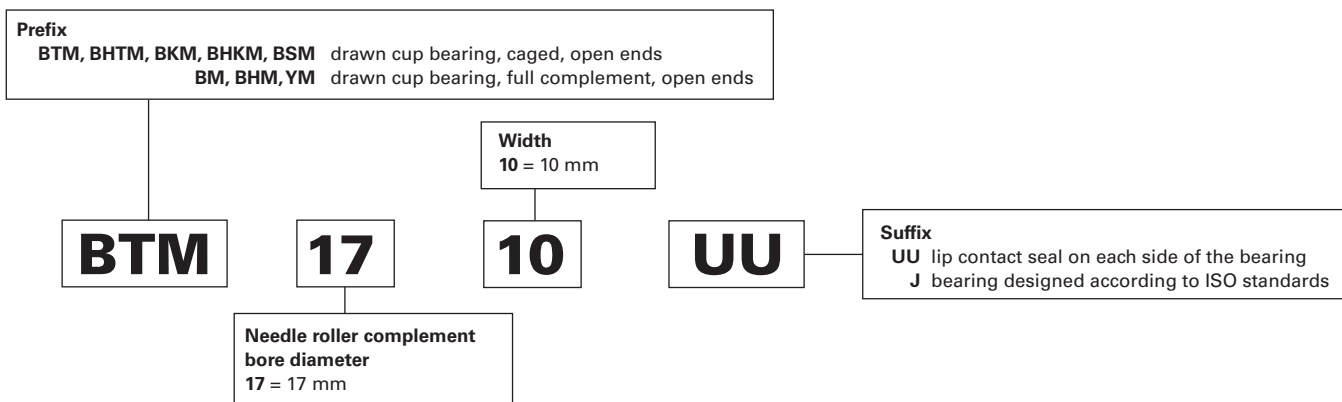 Prefix
BTM, BHTM, BKM, BHKM, BSM drawn cup bearing, caged, open ends
BM, BHM, YM drawn cup bearing, full complement, open ends
Width
10 = 10 mm
BTM 17 10 UU
Suffix
UU lip contact seal on each side of the bearing
J bearing designed according to ISO standards
Needle roller complement
bore diameter
17 = 17 mm